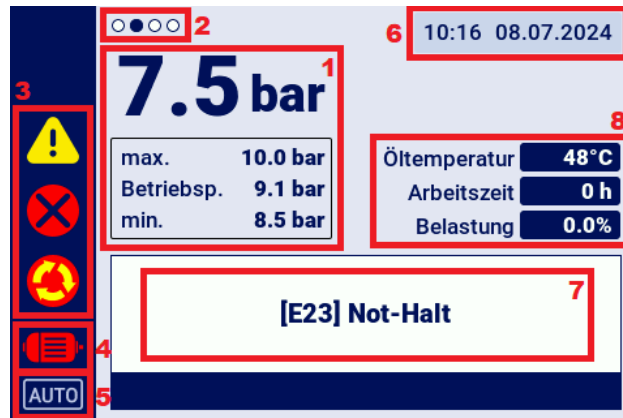 2
6
10:16 08.07.2024
1
7.5 bar
3
8
max. 10.0 bar
Betriebsp. 9.1 bar
min. 8.5 bar
Öltemperatur 48°C
Arbeitszeit 0 h
Belastung 0.0%
7
[E23] Not-Halt
4
AUTO
5